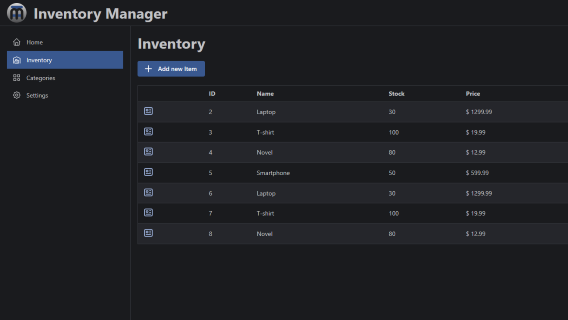 Inventory Manager
Home
Inventory
Categories
Settings
Inventory
Add new item
ID Name Stock Price
2 Laptop 30 $ 1299.99
3 T-shirt 100 $ 19.99
4 Novel 80 $ 12.99
5 Smartphone 50 $ 599.99
6 Laptop 30 $ 1299.99
7 T-shirt 100 $ 19.99
8 Novel 80 $ 12.99